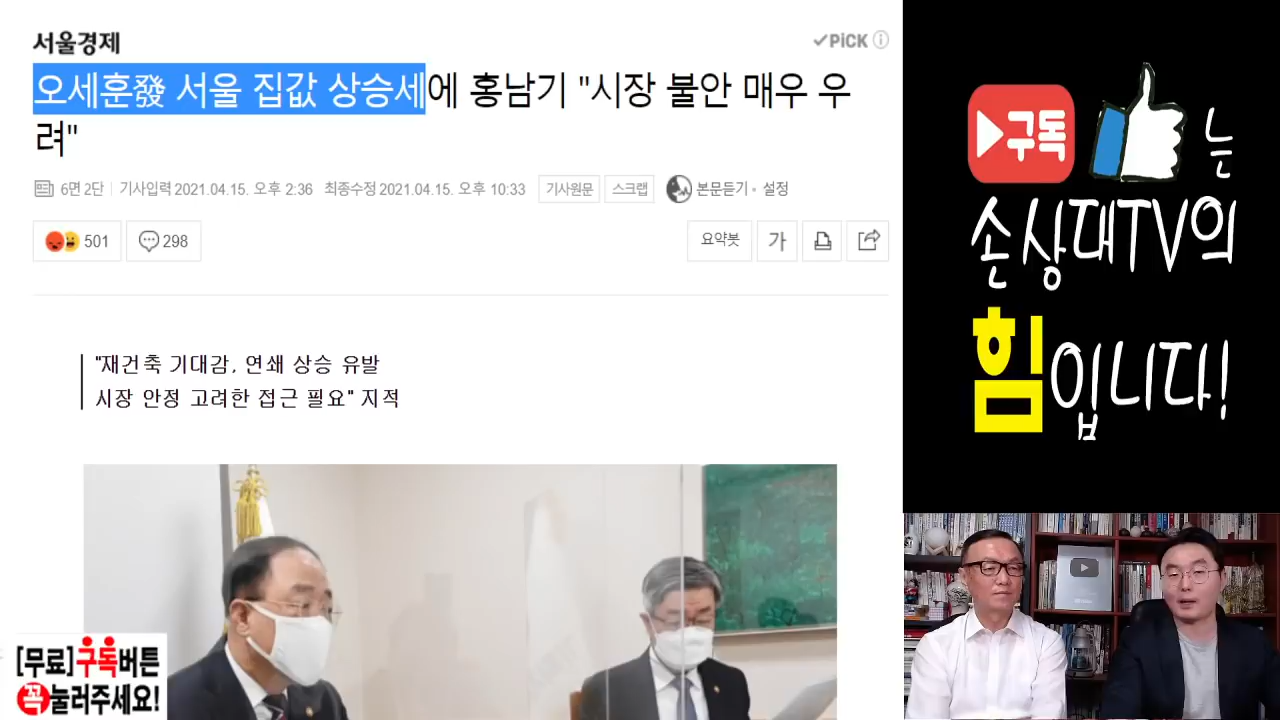 서울경제
✓PiCK ⓘ
오세훈發 서울 집값 상승세에 홍남기 "시장 불안 매우 우
려"
6면 2단 기사입력 2021.04.15. 오후 2:36 최종수정 2021.04.15. 오후 10:33 기사원문 스크랩 본문듣기 · 설정
501 298 요약봇 가
"재건축 기대감, 연쇄 상승 유발
시장 안정 고려한 접근 필요" 지적
구독 는
손상대TV의
힘입니다!
[무료]구독버튼
꼭눌러주세요!